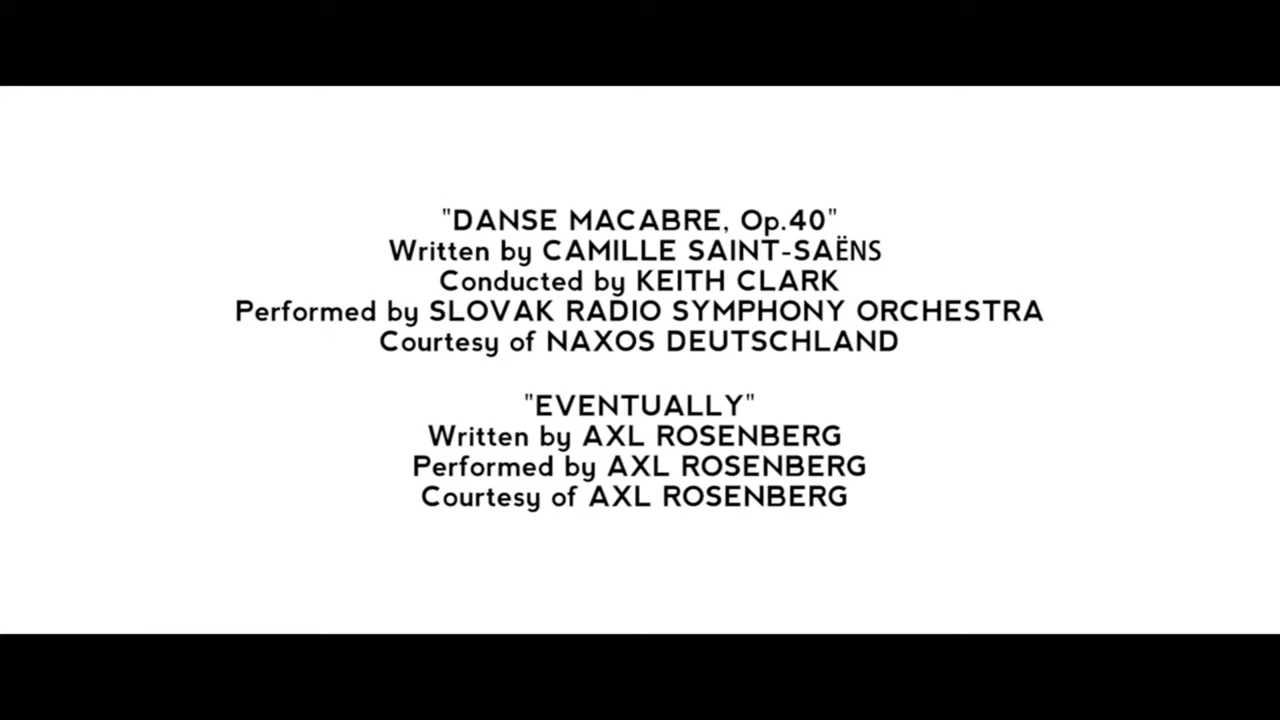 "DANSE MACABRE, Op.40"
Written by CAMILLE SAINT-SAËNS
Conducted by KEITH CLARK
Performed by SLOVAK RADIO SYMPHONY ORCHESTRA
Courtesy of NAXOS DEUTSCHLAND
"EVENTUALLY"
Written by AXL ROSENBERG
Performed by AXL ROSENBERG
Courtesy of AXL ROSENBERG